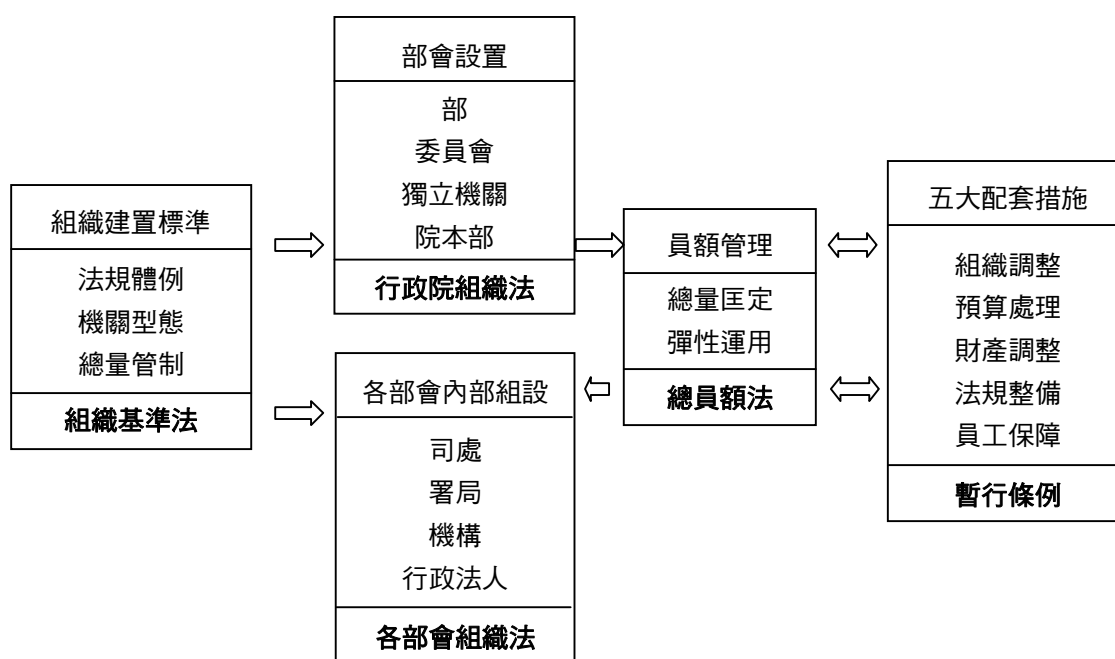 組織建置標準
法規體例
機關型態
總量管制
組織基準法
部會設置
部
委員會
獨立機關
院本部
行政院組織法
各部會內部組設
司處
署局
機構
行政法人
各部會組織法
員額管理
總量匡定
彈性運用
總員額法
五大配套措施
組織調整
預算處理
財產調整
法規整備
員工保障
暫行條例